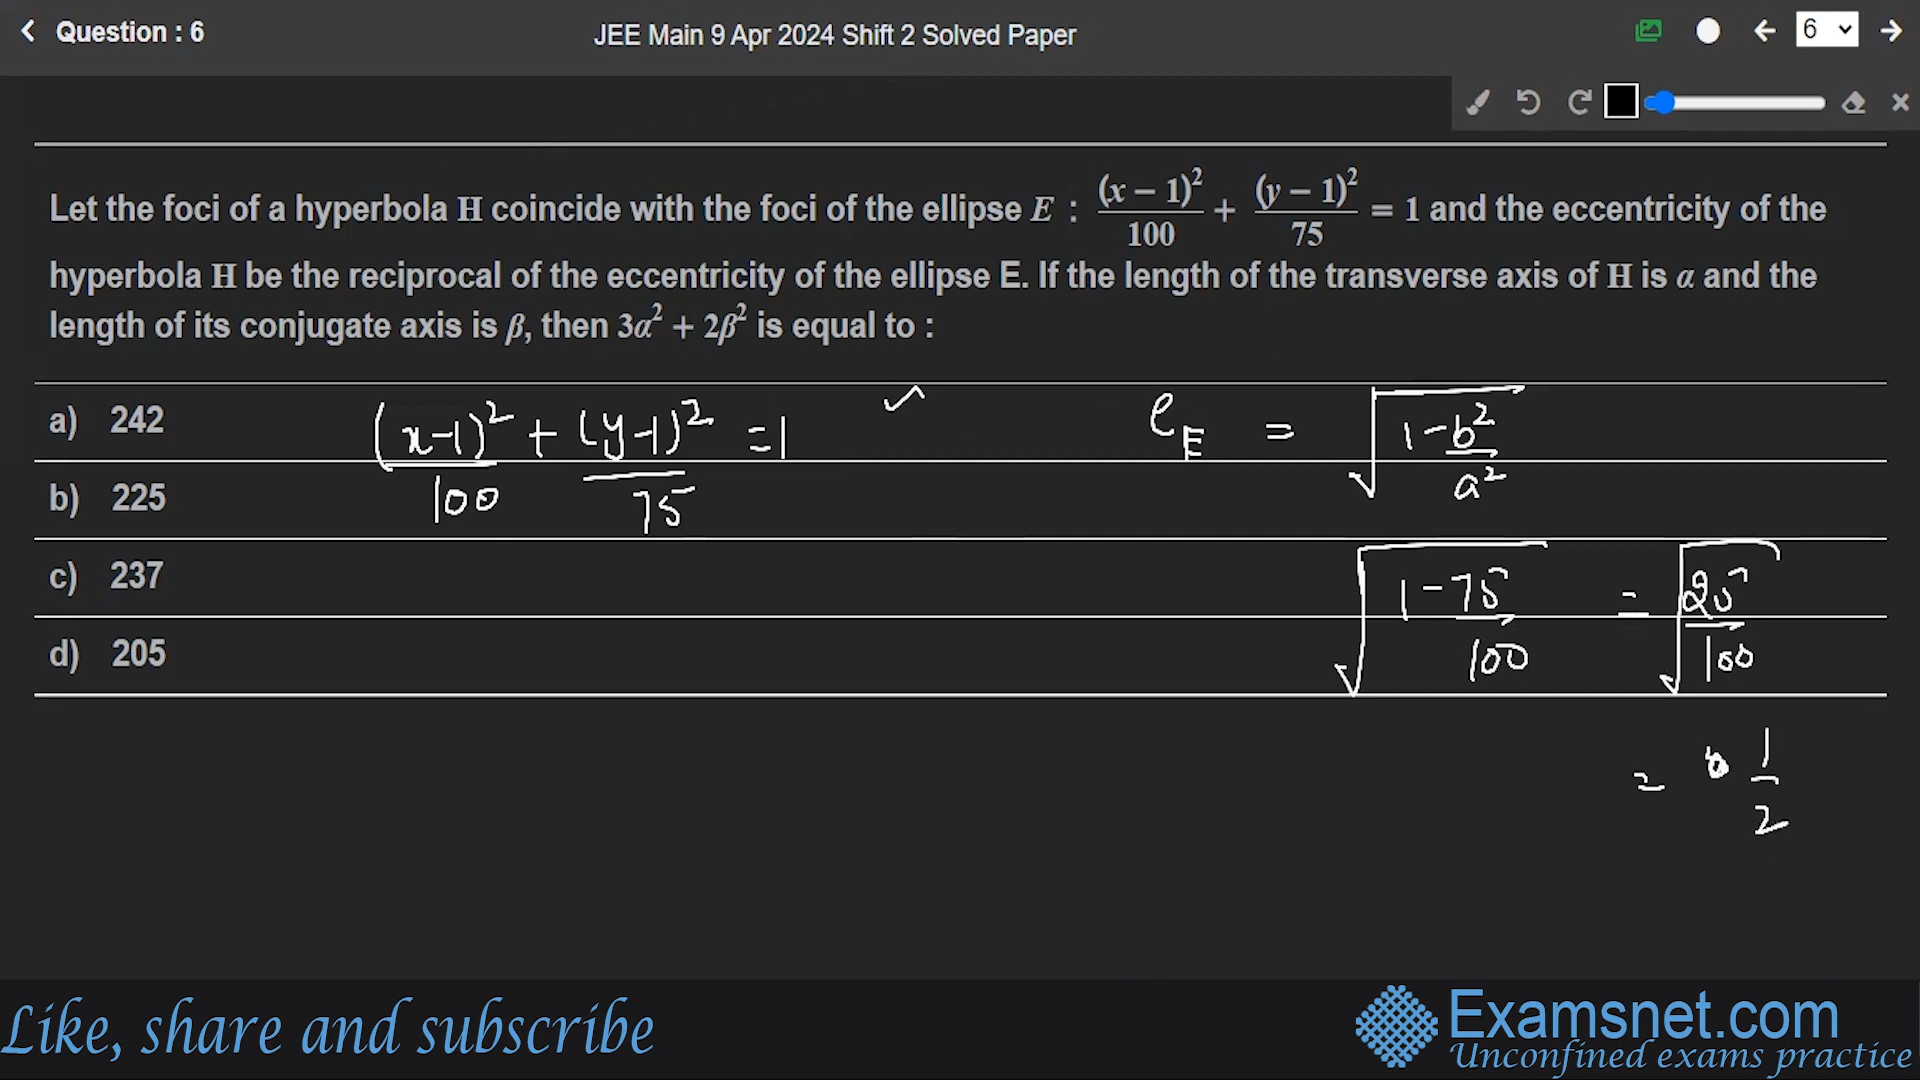 Question : 6
JEE Main 9 Apr 2024 Shift 2 Solved Paper
6
Let the foci of a hyperbola H coincide with the foci of the ellipse E : (x − 1)²/100 + (y − 1)²/75 = 1 and the eccentricity of the
hyperbola H be the reciprocal of the eccentricity of the ellipse E. If the length of the transverse axis of H is α and the
length of its conjugate axis is β, then 3α² + 2β² is equal to :
a) 242
b) 225
c) 237
d) 205
(x-1)²/100 + (y-1)²/75 = 1 ✓
e_E = √(1 - b²/a²)
√(1 - 75/100) = √(25/100)
= 1/2
Like, share and subscribe
Examsnet.com
Unconfined exams practice